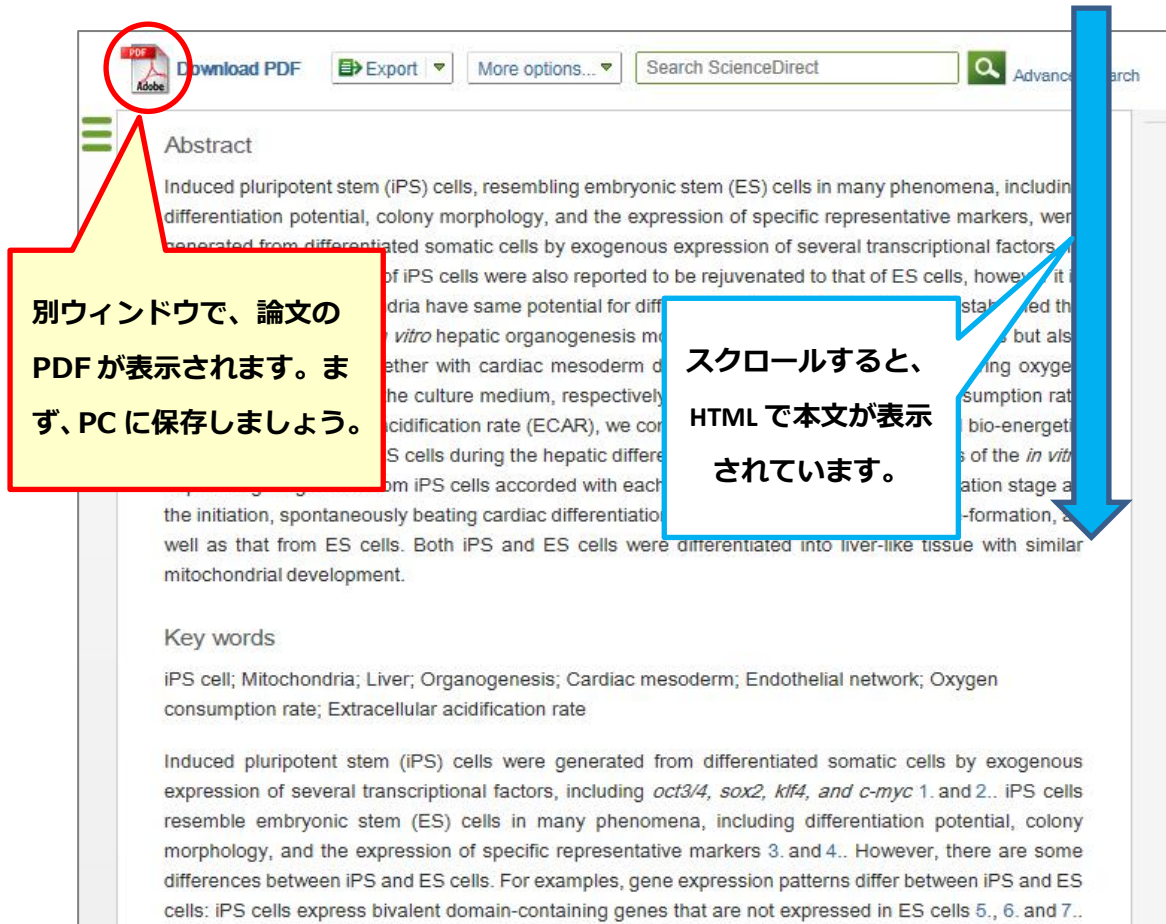 PDF
Adobe
Download PDF Export More options... Search ScienceDirect Advance arch
Abstract
Induced pluripotent stem (iPS) cells, resembling embryonic stem (ES) cells in many phenomena, includin
differentiation potential, colony morphology, and the expression of specific representative markers, wer
generated from differentiated somatic cells by exogenous expression of several transcriptional factors
of iPS cells were also reported to be rejuvenated to that of ES cells, however it i
dria have same potential for diff stab ed th
vitro hepatic organogenesis m but als
ether with cardiac mesoderm d ring oxyge
he culture medium, respectively sumption rat
cidification rate (ECAR), we co bio-energeti
S cells during the hepatic differe s of the in vitr
om iPS cells accorded with each ation stage a
the initiation, spontaneously beating cardiac differentiation -formation, a
well as that from ES cells. Both iPS and ES cells were differentiated into liver-like tissue with similar
mitochondrial development.
別ウィンドウで、論文の
PDF が表示されます。ま
ず、PC に保存しましょう。
スクロールすると、
HTML で本文が表示
されています。
Key words
iPS cell; Mitochondria; Liver; Organogenesis; Cardiac mesoderm; Endothelial network; Oxygen
consumption rate; Extracellular acidification rate
Induced pluripotent stem (iPS) cells were generated from differentiated somatic cells by exogenous
expression of several transcriptional factors, including oct3/4, sox2, klf4, and c-myc 1. and 2.. iPS cells
resemble embryonic stem (ES) cells in many phenomena, including differentiation potential, colony
morphology, and the expression of specific representative markers 3. and 4.. However, there are some
differences between iPS and ES cells. For examples, gene expression patterns differ between iPS and ES
cells: iPS cells express bivalent domain-containing genes that are not expressed in ES cells 5., 6. and 7..